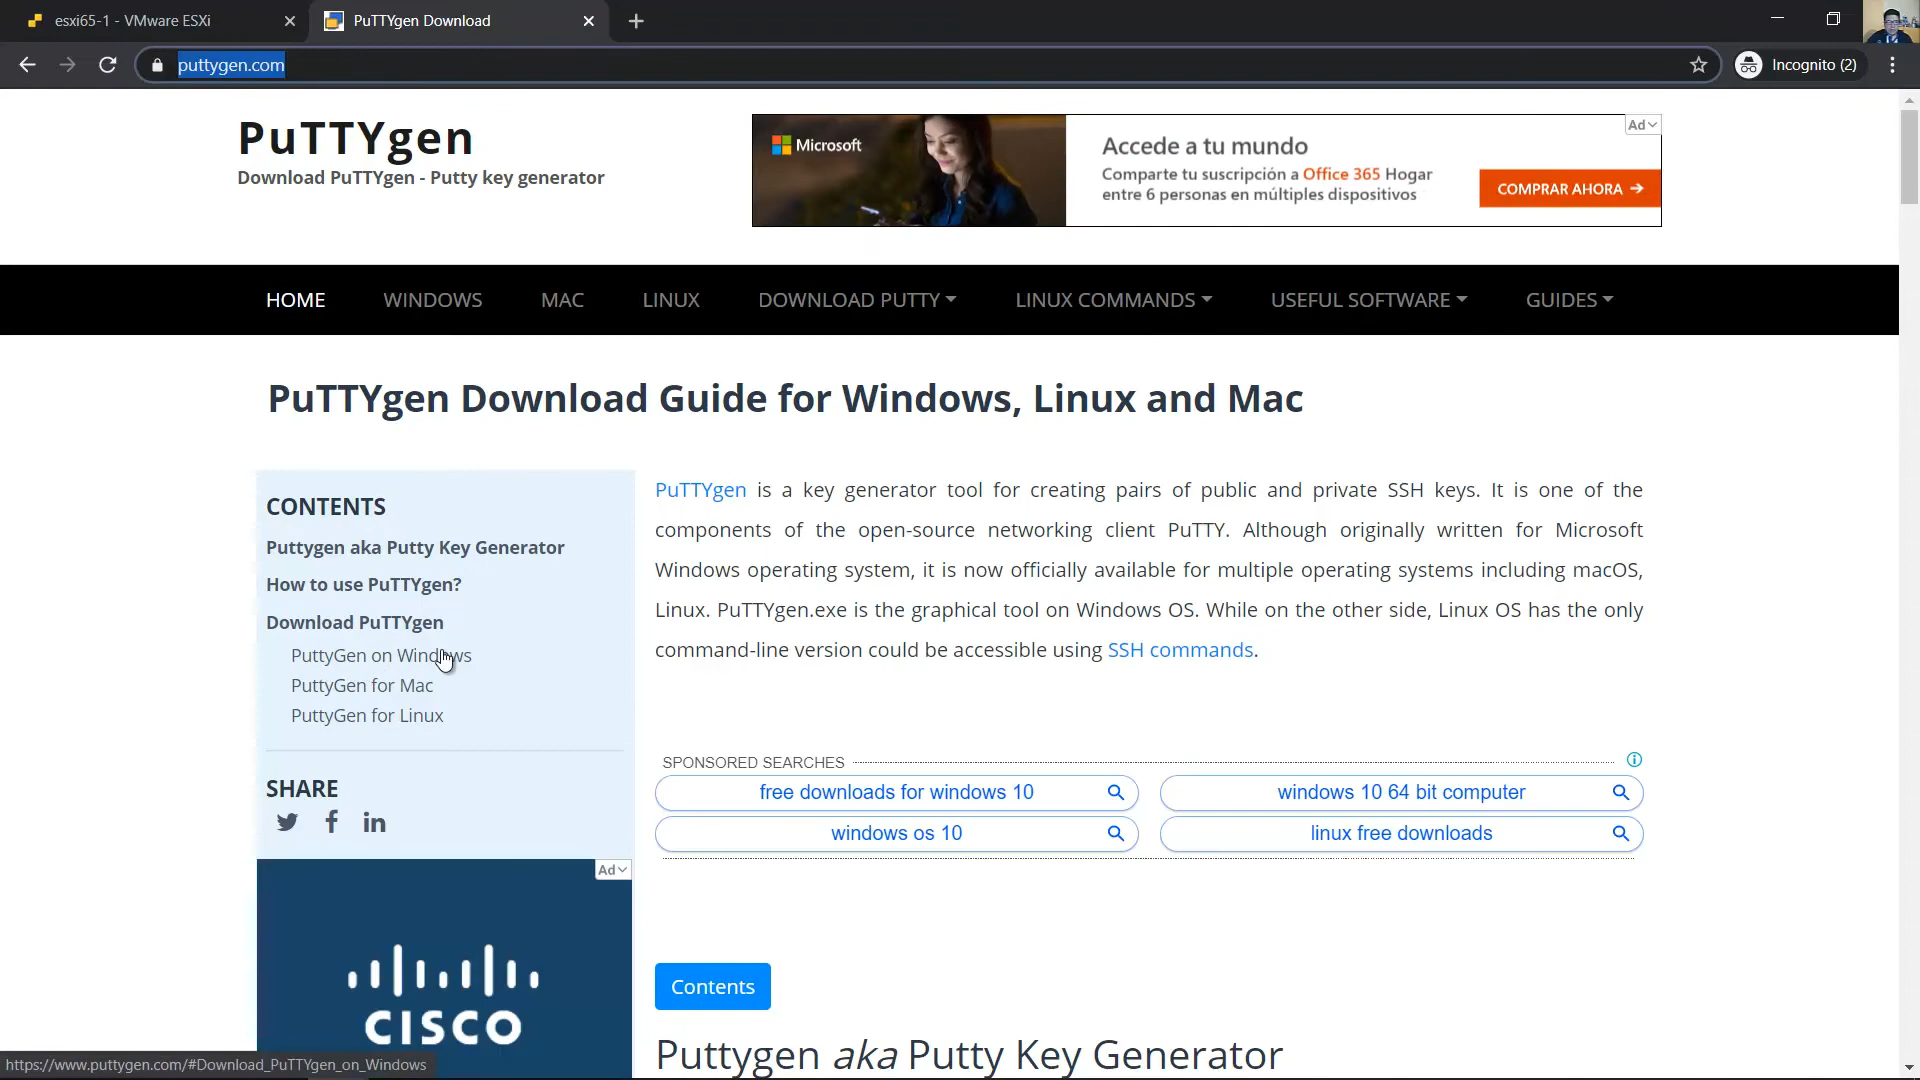 esxi65-1 - VMware ESXi
PuTTYgen Download
puttygen.com
Incognito (2)
PuTTYgen
Download PuTTYgen - Putty key generator
Microsoft
Accede a tu mundo
Comparte tu suscripción a Office 365 Hogar
entre 6 personas en múltiples dispositivos
COMPRAR AHORA →
Ad
HOME WINDOWS MAC LINUX DOWNLOAD PUTTY LINUX COMMANDS USEFUL SOFTWARE GUIDES
PuTTYgen Download Guide for Windows, Linux and Mac
CONTENTS
Puttygen aka Putty Key Generator
How to use PuTTYgen?
Download PuTTYgen
PuttyGen on Windows
PuttyGen for Mac
PuttyGen for Linux
SHARE
Ad
CISCO
PuTTYgen is a key generator tool for creating pairs of public and private SSH keys. It is one of the
components of the open-source networking client PuTTY. Although originally written for Microsoft
Windows operating system, it is now officially available for multiple operating systems including macOS,
Linux. PuTTYgen.exe is the graphical tool on Windows OS. While on the other side, Linux OS has the only
command-line version could be accessible using SSH commands.
SPONSORED SEARCHES
free downloads for windows 10
windows 10 64 bit computer
windows os 10
linux free downloads
Contents
Puttygen aka Putty Key Generator
https://www.puttygen.com/#Download_PuTTYgen_on_Windows